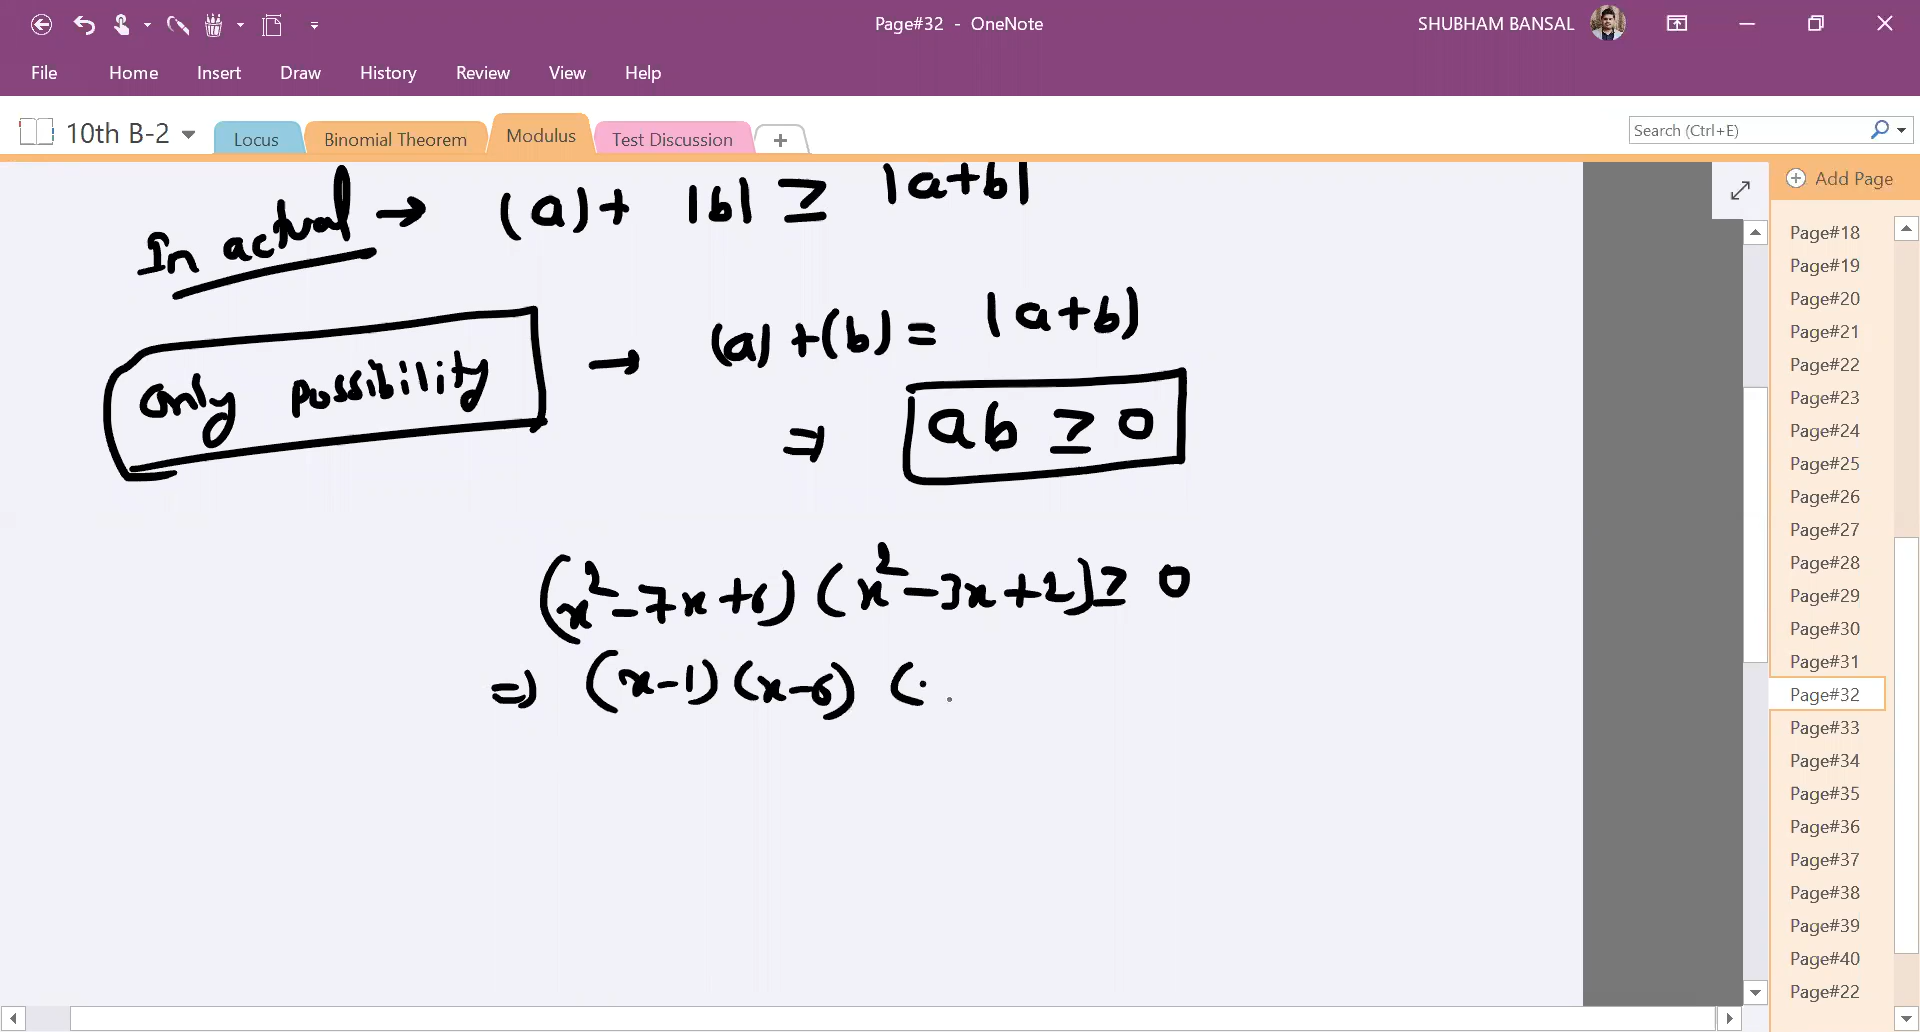 Page#32 - OneNote
SHUBHAM BANSAL
File Home Insert Draw History Review View Help
10th B-2 Locus Binomial Theorem Modulus Test Discussion +
Search (Ctrl+E)
Add Page
In actual → (a)+ |b| ≥ |a+b|
only possibility → (a)+(b) = |a+b)
⇒ ab ≥ 0
(x²-7x+6)(x²-3x+2)≥ 0
⇒ (x-1)(x-6) (
Page#18
Page#19
Page#20
Page#21
Page#22
Page#23
Page#24
Page#25
Page#26
Page#27
Page#28
Page#29
Page#30
Page#31
Page#32
Page#33
Page#34
Page#35
Page#36
Page#37
Page#38
Page#39
Page#40
Page#22